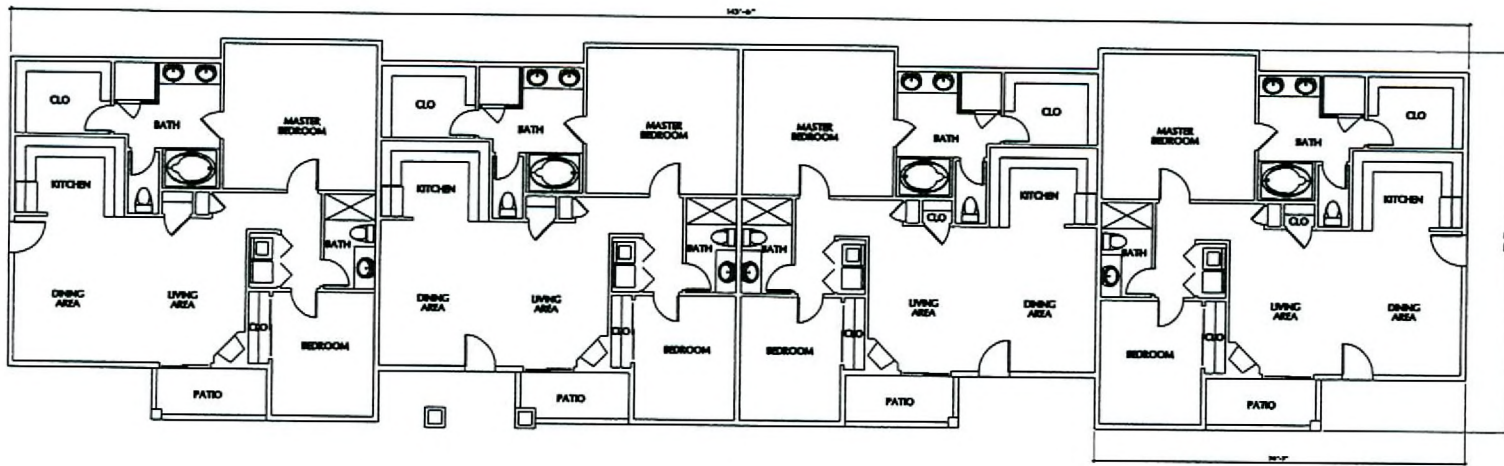 143'-6"
CLO
BATH
MASTER
BEDROOM
CLO
BATH
MASTER
BEDROOM
MASTER
BEDROOM
BATH
CLO
MASTER
BEDROOM
BATH
CLO
KITCHEN
KITCHEN
KITCHEN
KITCHEN
CLO
CLO
BATH
BATH
BATH
BATH
DINING
AREA
LIVING
AREA
DINING
AREA
LIVING
AREA
LIVING
AREA
DINING
AREA
LIVING
AREA
DINING
AREA
CLO
BEDROOM
CLO
BEDROOM
BEDROOM
CLO
BEDROOM
CLO
PATIO
PATIO
PATIO
PATIO